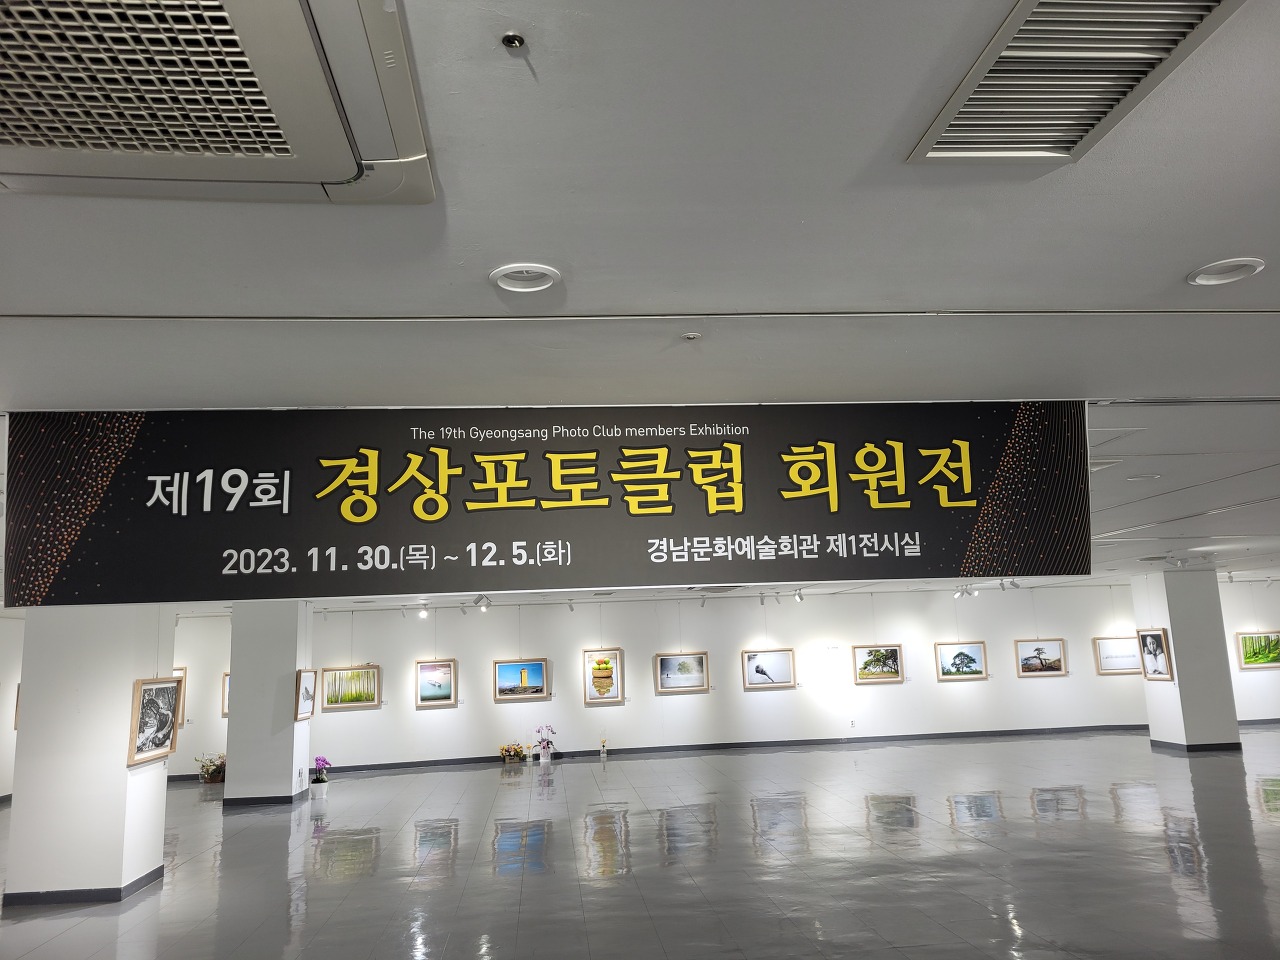 The 19th Gyeongsang Photo Club members Exhibition
제19회 경상포토클럽 회원전
2023. 11. 30.(목) ~ 12. 5.(화) 경남문화예술회관 제1전시실